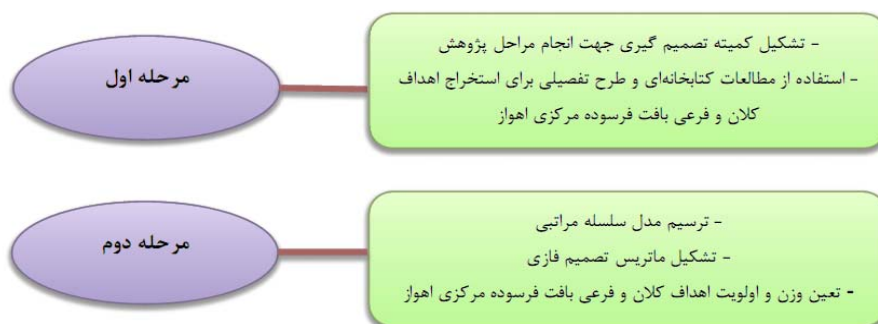 مرحله اول
- تشکیل کمیته تصمیم گیری جهت انجام مراحل پژوهش
- استفاده از مطالعات کتابخانه‌ای و طرح تفصیلی برای استخراج اهداف
کلان و فرعی بافت فرسوده مرکزی اهواز
مرحله دوم
- ترسیم مدل سلسله مراتبی
- تشکیل ماتریس تصمیم فازی
- تعین وزن و اولویت اهداف کلان و فرعی بافت فرسوده مرکزی اهواز